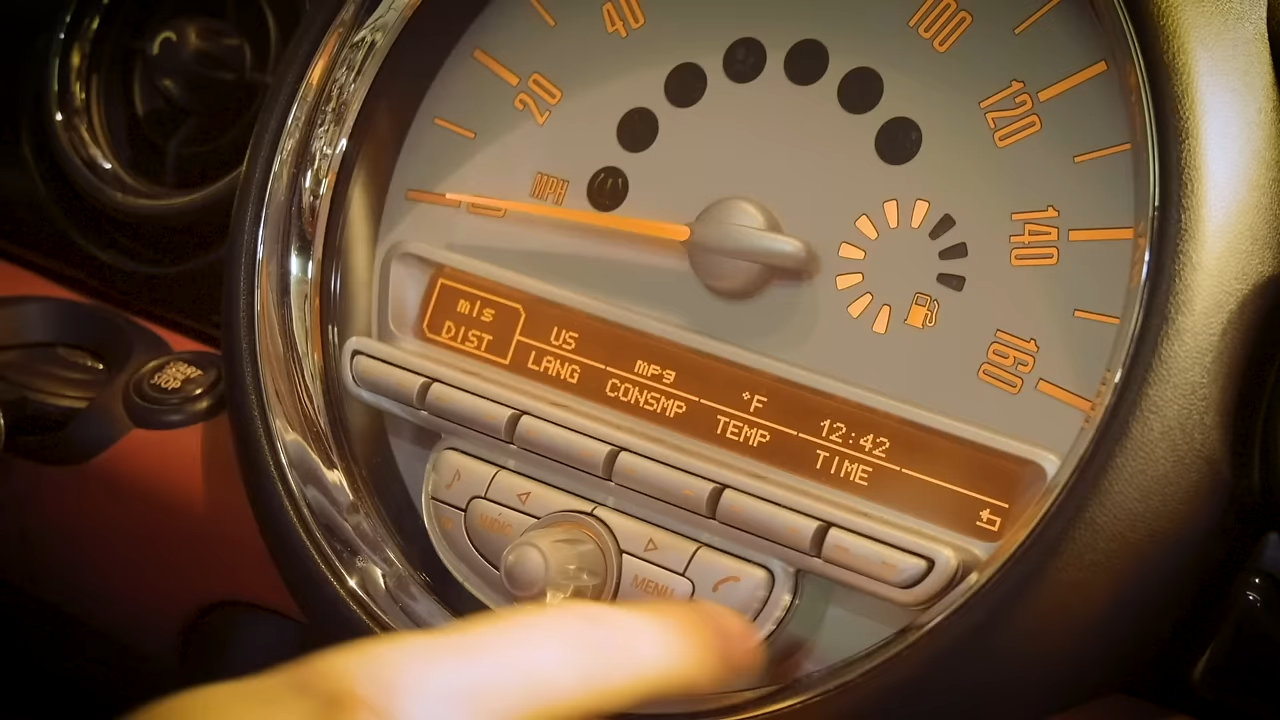 40
100
20
120
MPH
140
160
mls
DIST
US
LANG
mpg
CONSMP
°F
TEMP
12:42
TIME
START
STOP
AUDIO
MENU